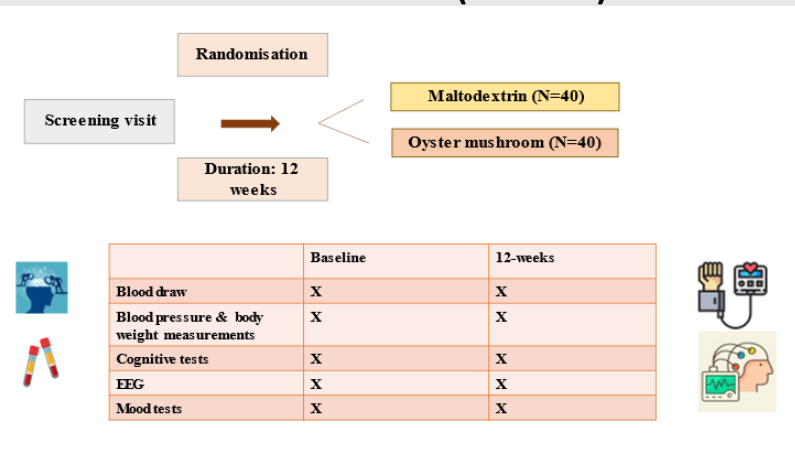 Randomisation
Maltodextrin (N=40)
Screening visit
Oyster mushroom (N=40)
Duration: 12
weeks
Baseline 12-weeks
Blood draw X X
Blood pressure & body X X
weight measurements
Cognitive tests X X
EEG X X
Mood tests X X